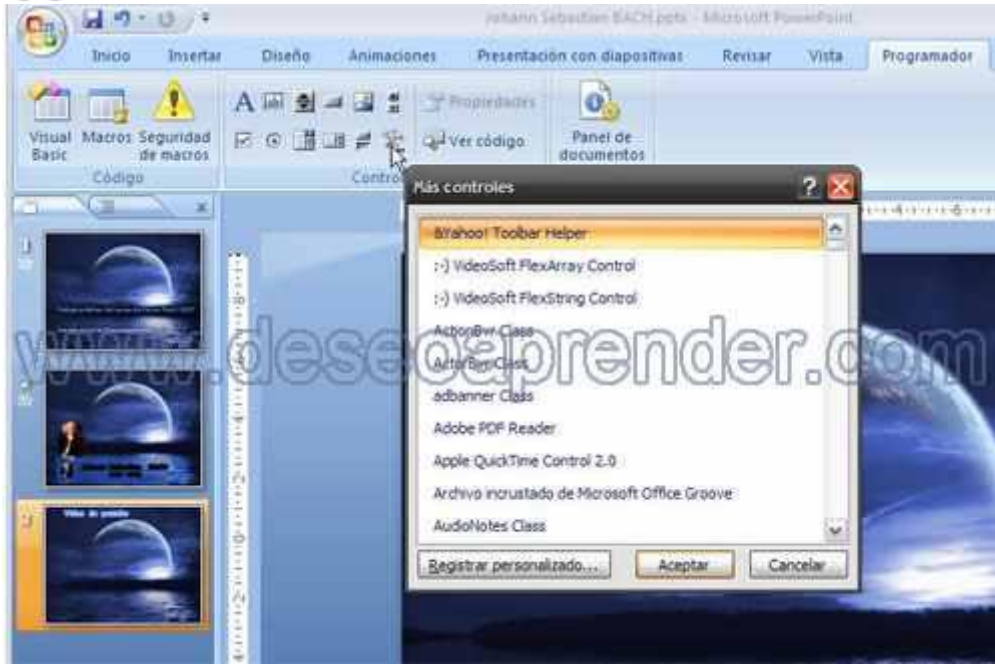 Johann Sebastian BACH.pptx - Microsoft PowerPoint
Inicio Insertar Diseño Animaciones Presentación con diapositivas Revisar Vista Programador
Visual Basic
Macros
Seguridad de macros
Propiedades
Ver código
Panel de documentos
Código
Más controles
&Yahoo! Toolbar Helper
:-) VideoSoft FlexArray Control
:-) VideoSoft FlexString Control
ActionBvr Class
ActorBvr Class
adbanner Class
Adobe PDF Reader
Apple QuickTime Control 2.0
Archivo incrustado de Microsoft Office Groove
AudioNotes Class
Registrar personalizado... Aceptar Cancelar
www.deseoaprender.com